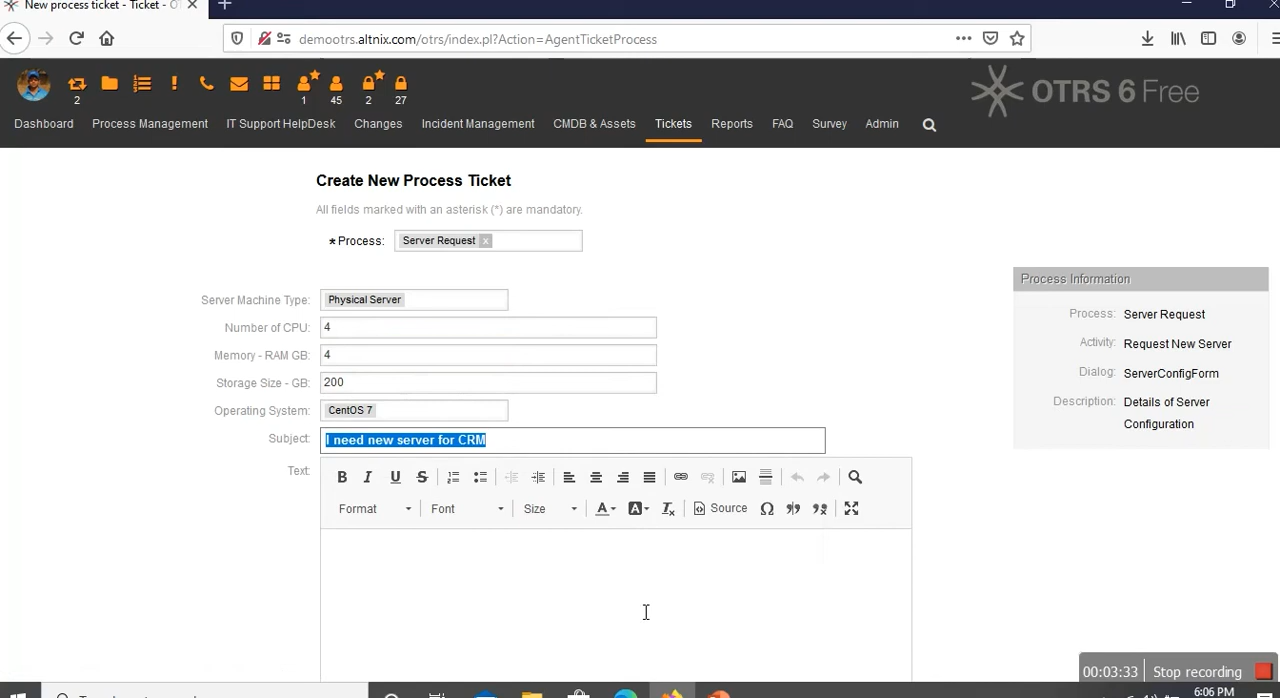 New process ticket - Ticket - O
demootrs.altnix.com/otrs/index.pl?Action=AgentTicketProcess
2
1
45
2
27
OTRS 6 Free
Dashboard Process Management IT Support HelpDesk Changes Incident Management CMDB & Assets Tickets Reports FAQ Survey Admin
Create New Process Ticket
All fields marked with an asterisk (*) are mandatory.
* Process: Server Request x
Server Machine Type: Physical Server
Number of CPU: 4
Memory - RAM GB: 4
Storage Size - GB: 200
Operating System: CentOS 7
Subject: I need new server for CRM
Text:
B I U S
Format Font Size A A Source Ω
Process Information
Process: Server Request
Activity: Request New Server
Dialog: ServerConfigForm
Description: Details of Server
Configuration
00:03:33 Stop recording
6:06 PM